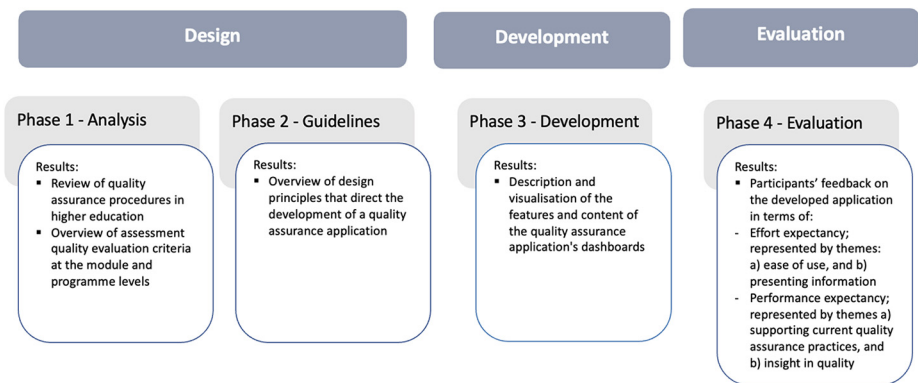 Design
Development
Evaluation
Phase 1 - Analysis
Results:
▪ Review of quality
assurance procedures in
higher education
▪ Overview of assessment
quality evaluation criteria
at the module and
programme levels
Phase 2 - Guidelines
Results:
▪ Overview of design
principles that direct the
development of a quality
assurance application
Phase 3 - Development
Results:
▪ Description and
visualisation of the
features and content of
the quality assurance
application's dashboards
Phase 4 - Evaluation
Results:
▪ Participants' feedback on
the developed application
in terms of:
- Effort expectancy;
represented by themes:
a) ease of use, and b)
presenting information
- Performance expectancy;
represented by themes a)
supporting current quality
assurance practices, and
b) insight in quality